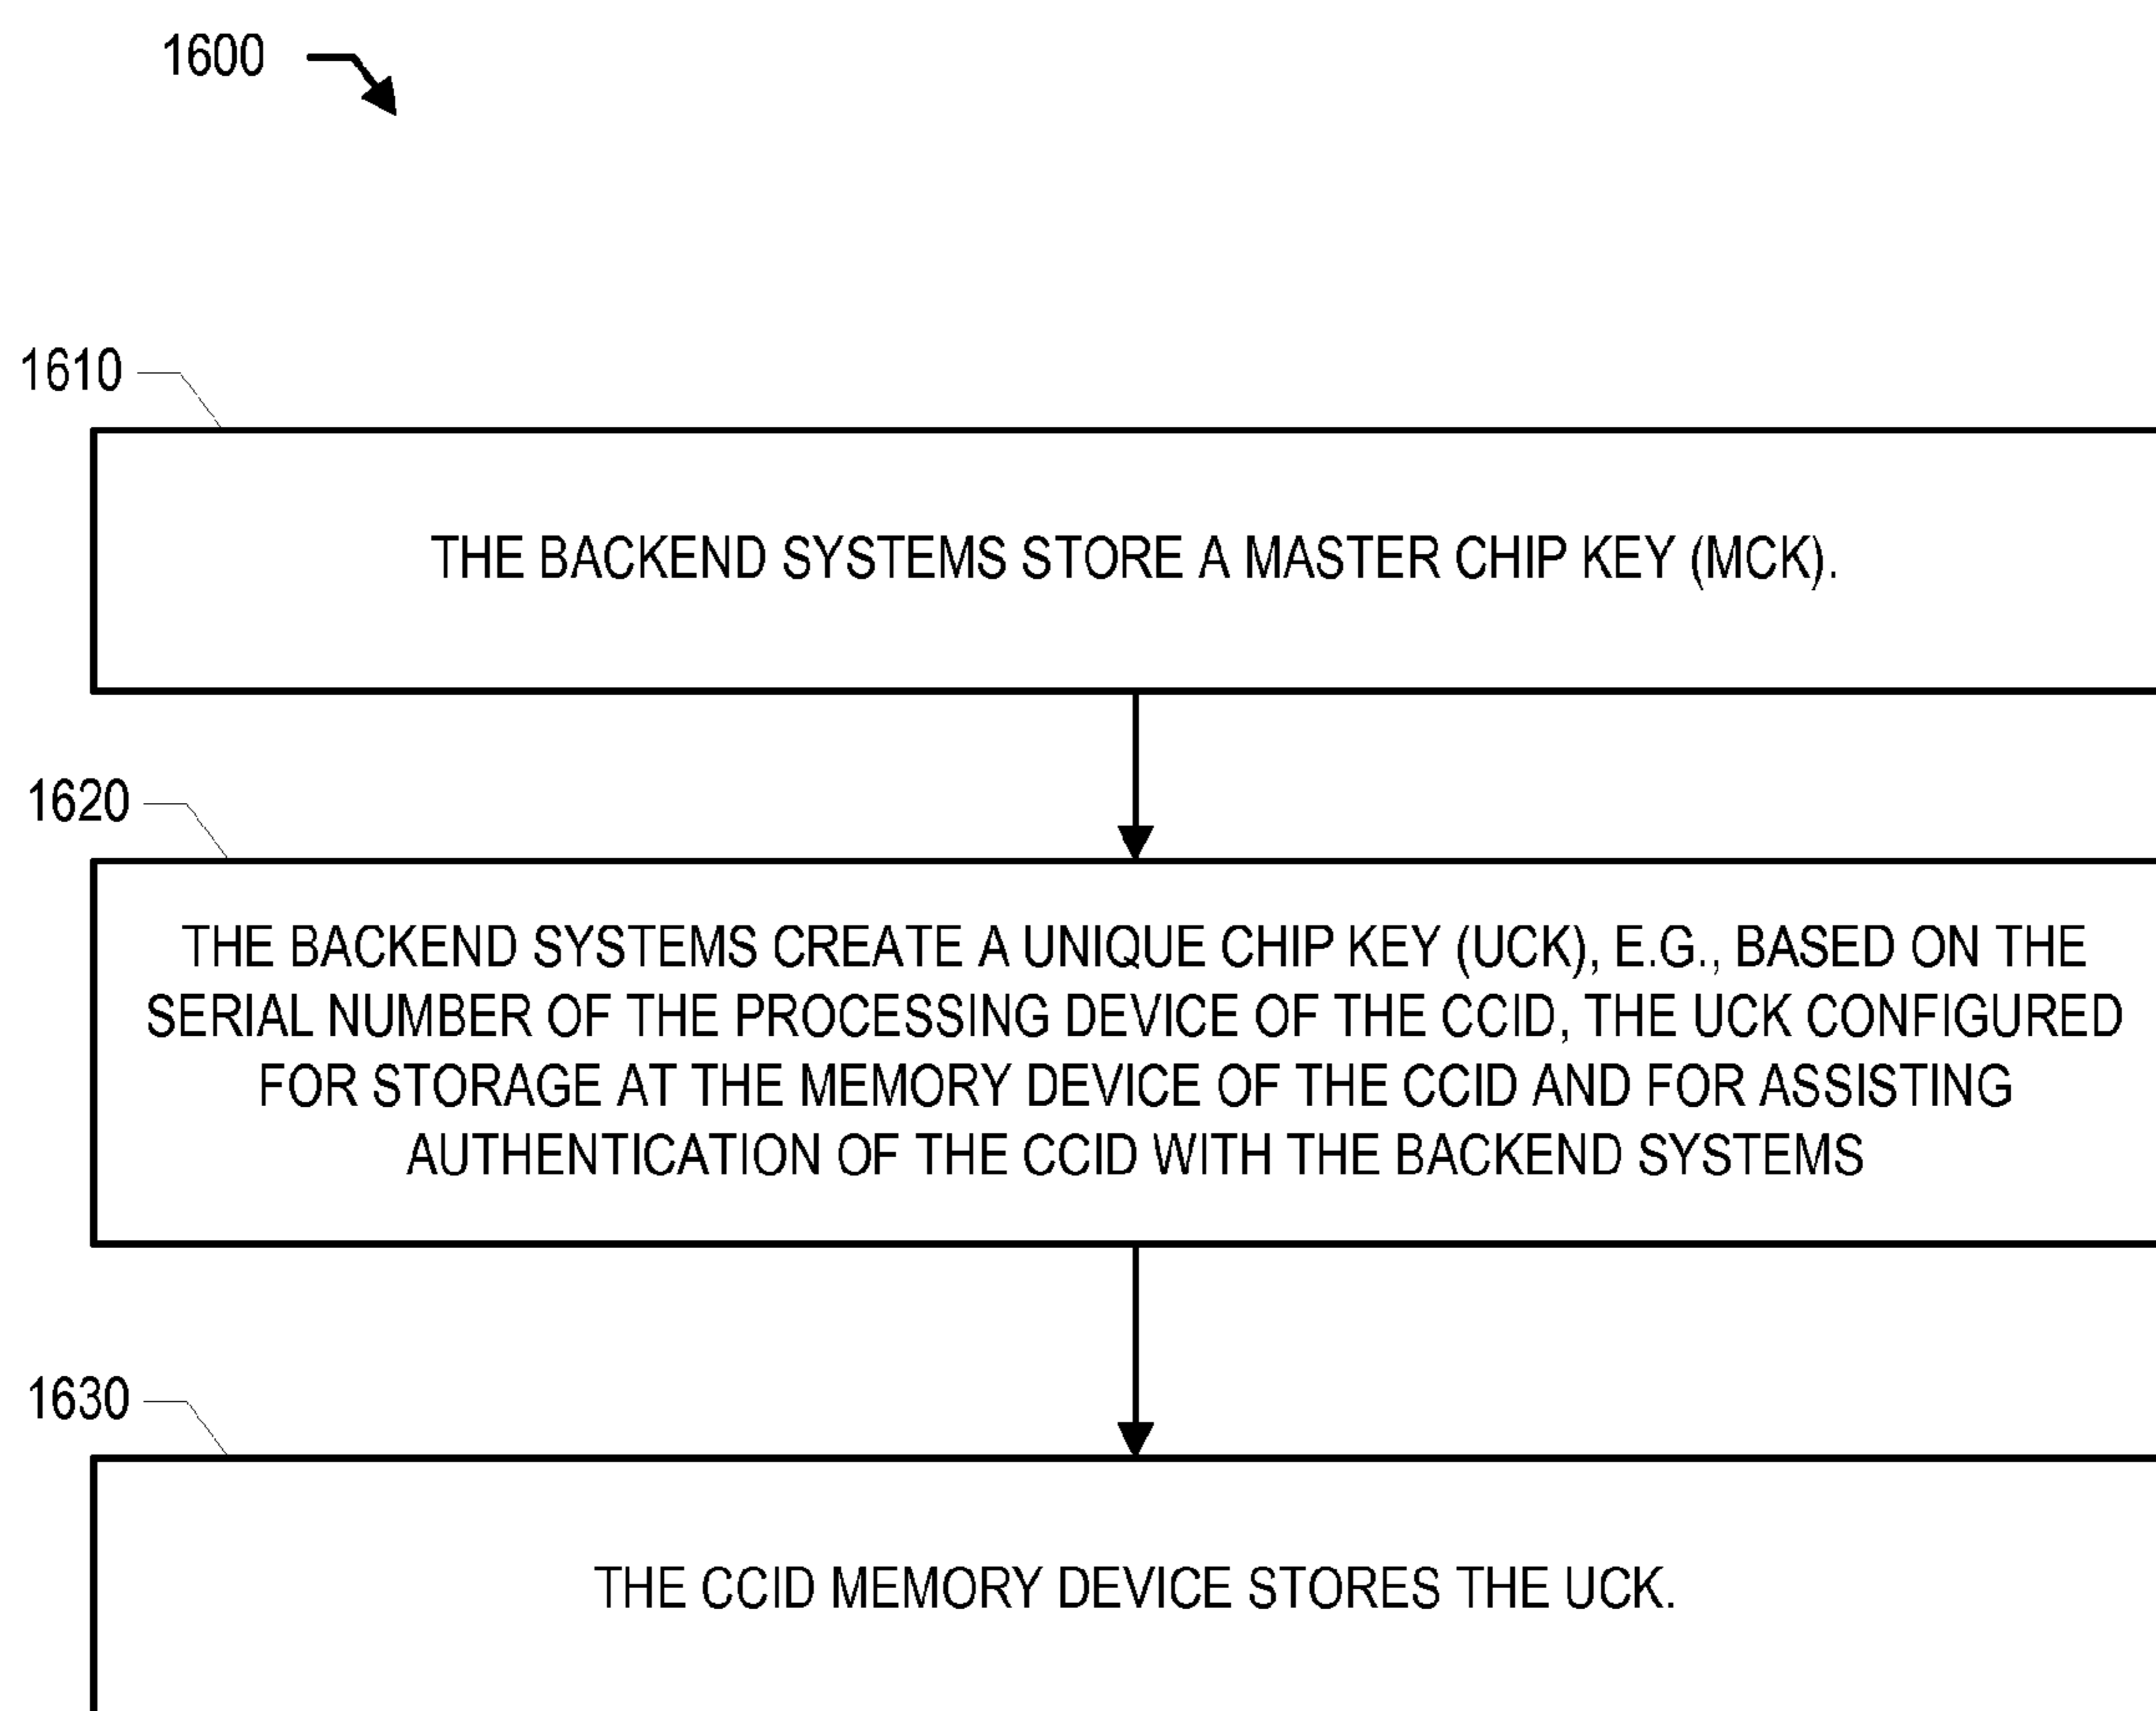 1600
1610
THE BACKEND SYSTEMS STORE A MASTER CHIP KEY (MCK).
1620
THE BACKEND SYSTEMS CREATE A UNIQUE CHIP KEY (UCK), E.G., BASED ON THE
SERIAL NUMBER OF THE PROCESSING DEVICE OF THE CCID, THE UCK CONFIGURED
FOR STORAGE AT THE MEMORY DEVICE OF THE CCID AND FOR ASSISTING
AUTHENTICATION OF THE CCID WITH THE BACKEND SYSTEMS
1630
THE CCID MEMORY DEVICE STORES THE UCK.